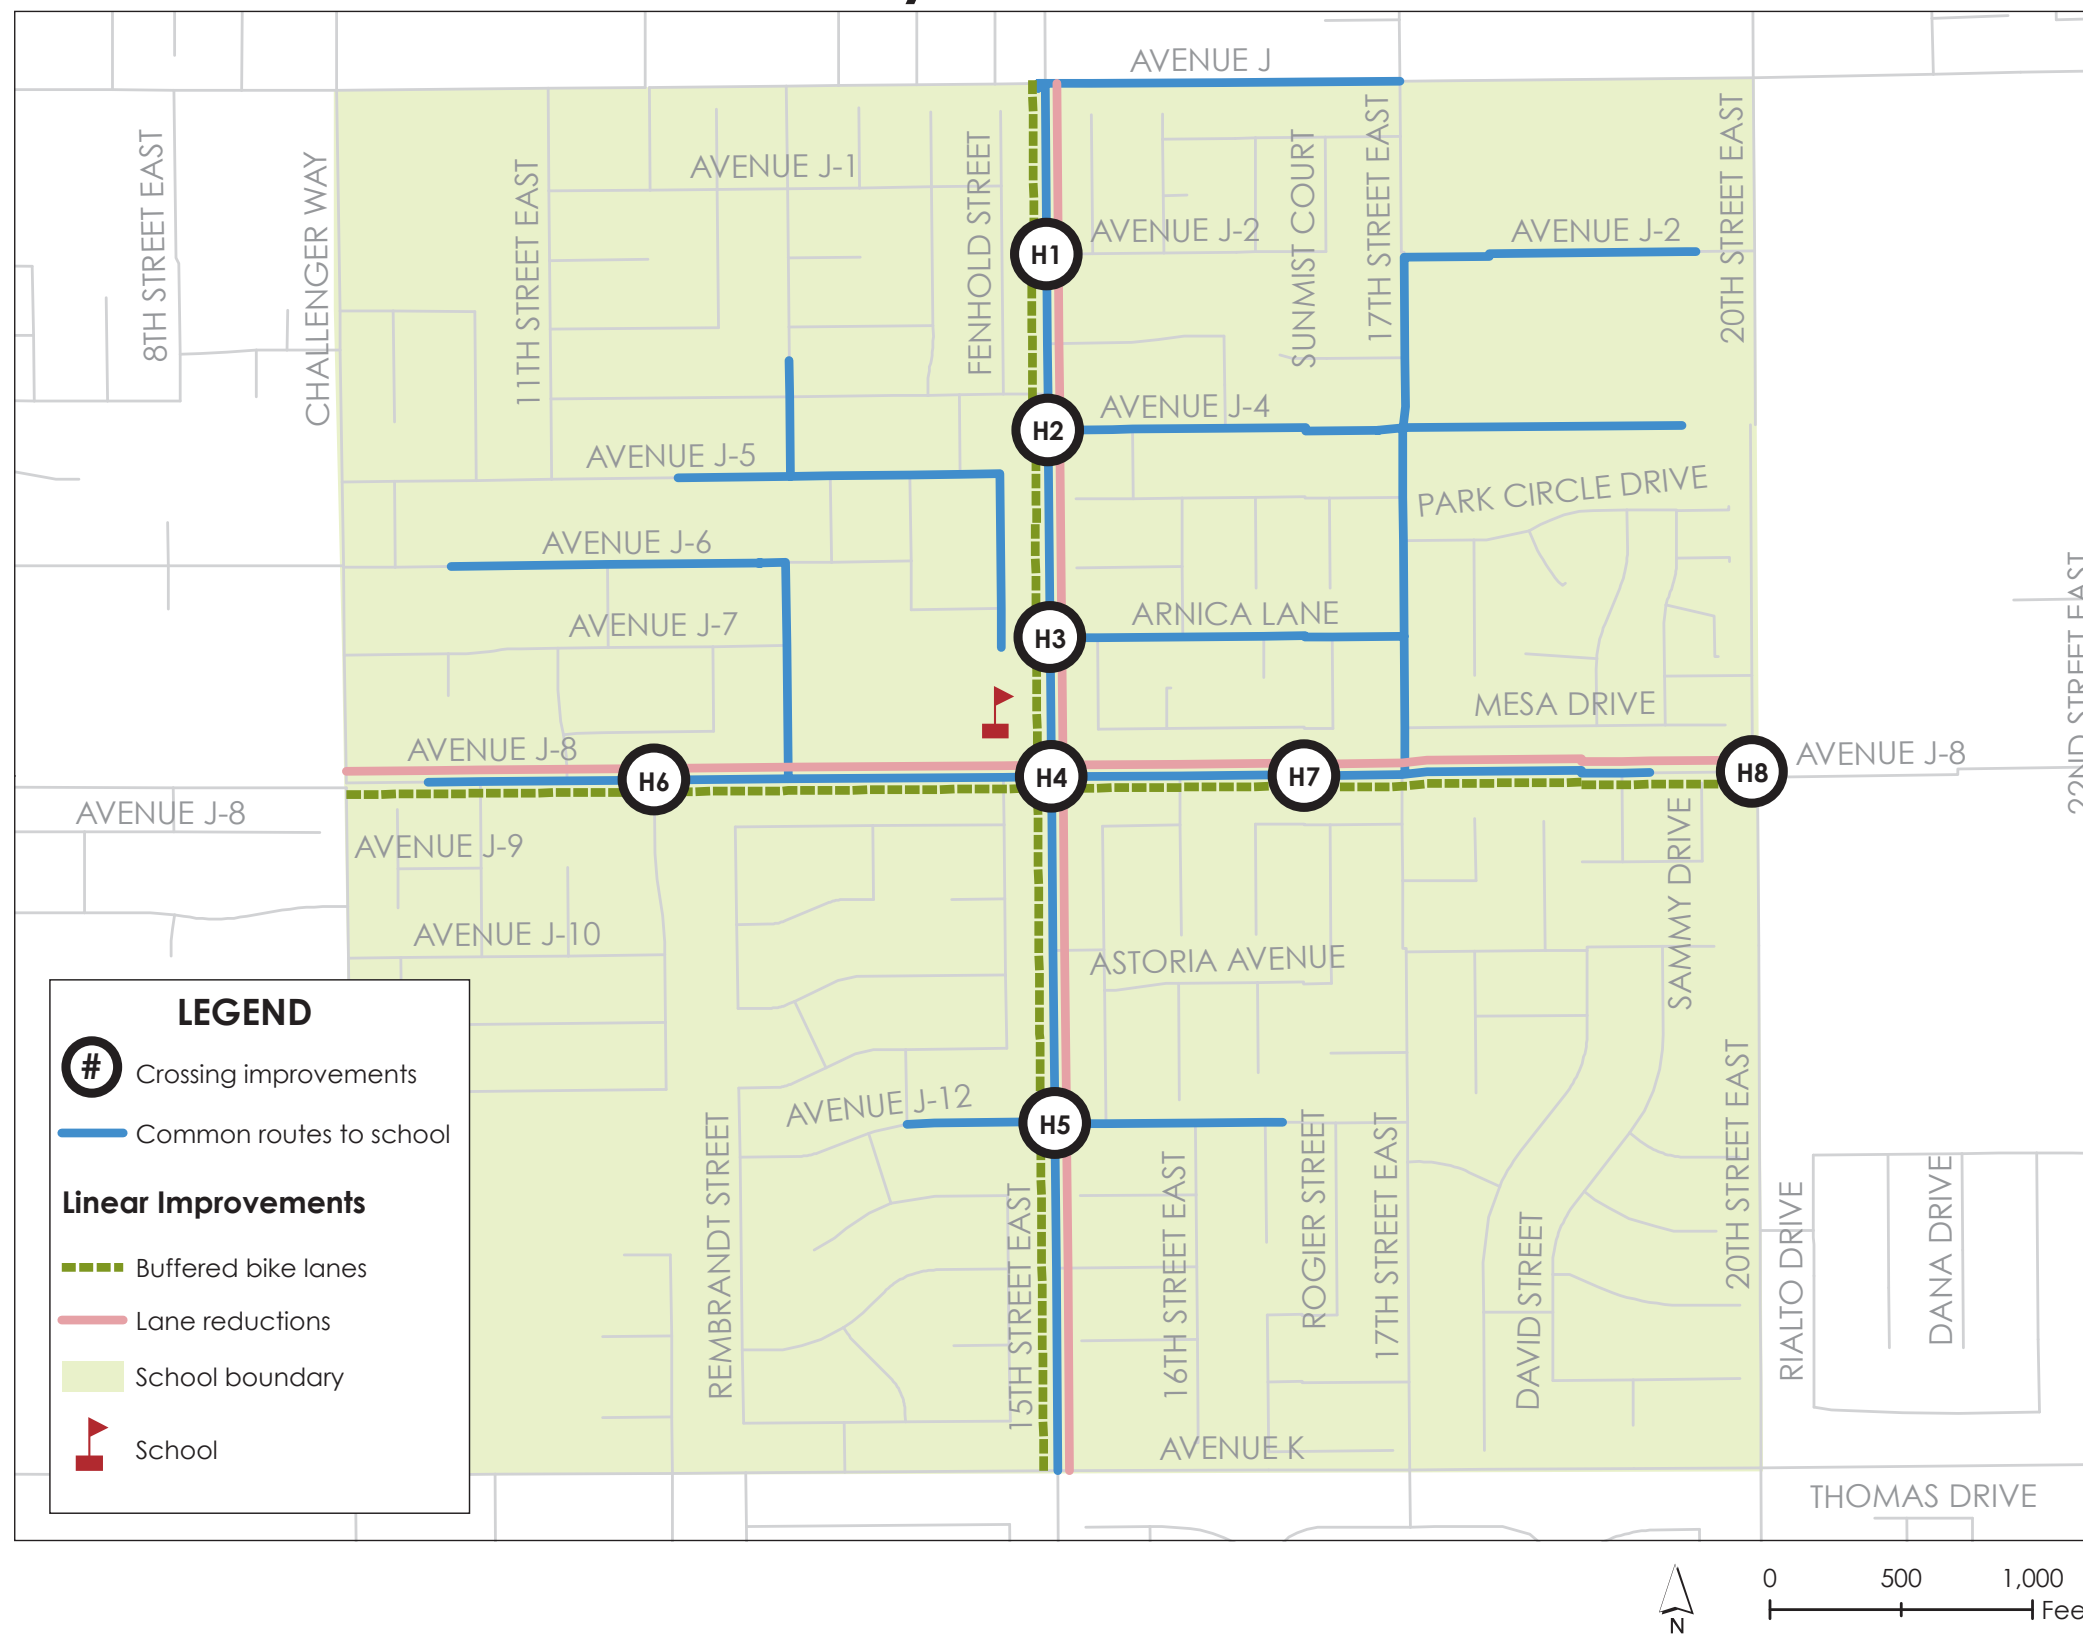 AVENUE J
8TH STREET EAST
CHALLENGER WAY
11TH STREET EAST
AVENUE J-1
FENHOLD STREET
SUNMIST COURT
17TH STREET EAST
20TH STREET EAST
H1
AVENUE J-2
AVENUE J-2
H2
AVENUE J-4
AVENUE J-5
PARK CIRCLE DRIVE
AVENUE J-6
22ND STREET EAST
AVENUE J-7
H3
ARNICA LANE
MESA DRIVE
AVENUE J-8
H6
H4
H7
H8
AVENUE J-8
AVENUE J-8
AVENUE J-9
SAMMY DRIVE
AVENUE J-10
ASTORIA AVENUE
LEGEND
#
Crossing improvements
Common routes to school
Linear Improvements
Buffered bike lanes
Lane reductions
School boundary
School
AVENUE J-12
H5
REMBRANDT STREET
15TH STREET EAST
16TH STREET EAST
ROGIER STREET
17TH STREET EAST
DAVID STREET
20TH STREET EAST
RIALTO DRIVE
DANA DRIVE
AVENUE K
THOMAS DRIVE
N
0 500 1,000